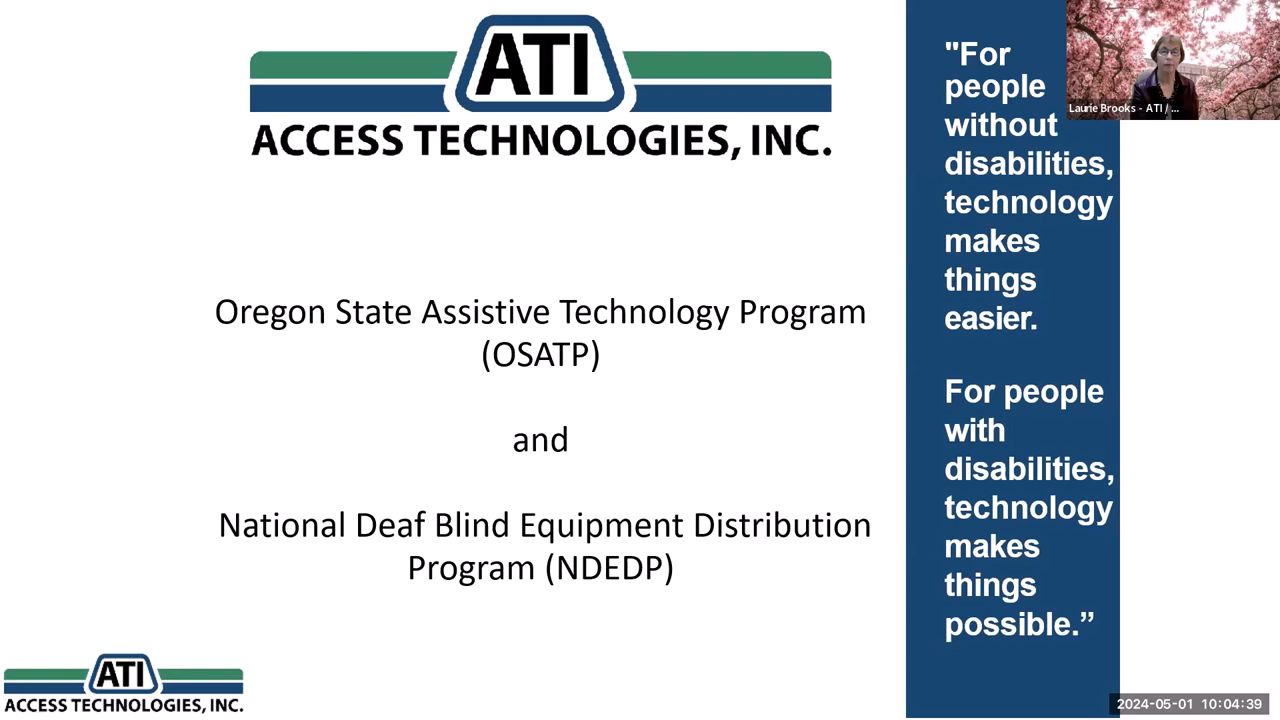 ATI
ACCESS TECHNOLOGIES, INC.
Oregon State Assistive Technology Program
(OSATP)
and
National Deaf Blind Equipment Distribution
Program (NDEDP)
"For
people
without
disabilities,
technology
makes
things
easier.
For people
with
disabilities,
technology
makes
things
possible.”
Laurie Brooks - ATI / ...
ATI
ACCESS TECHNOLOGIES, INC.
2024-05-01 10:04:39